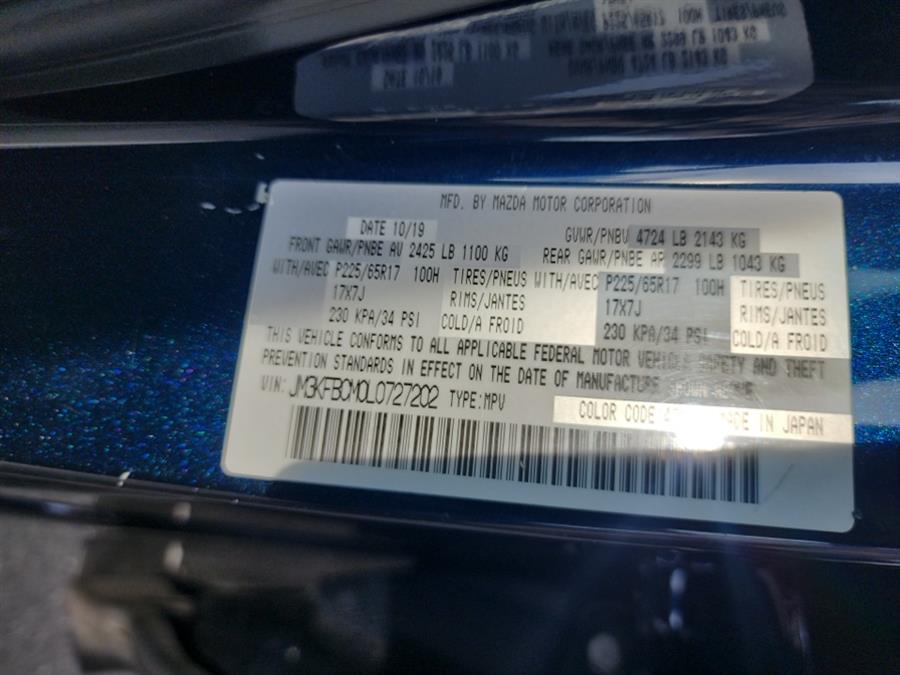 MFD. BY MAZDA MOTOR CORPORATION
DATE 10/19 GVWR/PNBV 4724 LB 2143 KG
FRONT GAWR/PNBE AV 2425 LB 1100 KG REAR GAWR/PNBE AR 2299 LB 1043 KG
WITH/AVEC P225/65R17 100H TIRES/PNEUS WITH/AVEC P225/65R17 100H TIRES/PNEUS
17X7J RIMS/JANTES 17X7J RIMS/JANTES
230 KPA/34 PSI COLD/A FROID 230 KPA/34 PSI COLD/A FROID
THIS VEHICLE CONFORMS TO ALL APPLICABLE FEDERAL MOTOR VEHICLE SAFETY AND THEFT
PREVENTION STANDARDS IN EFFECT ON THE DATE OF MANUFACTURE
VIN: JM3KFBCM0L0727202 TYPE:MPV
COLOR CODE MADE IN JAPAN